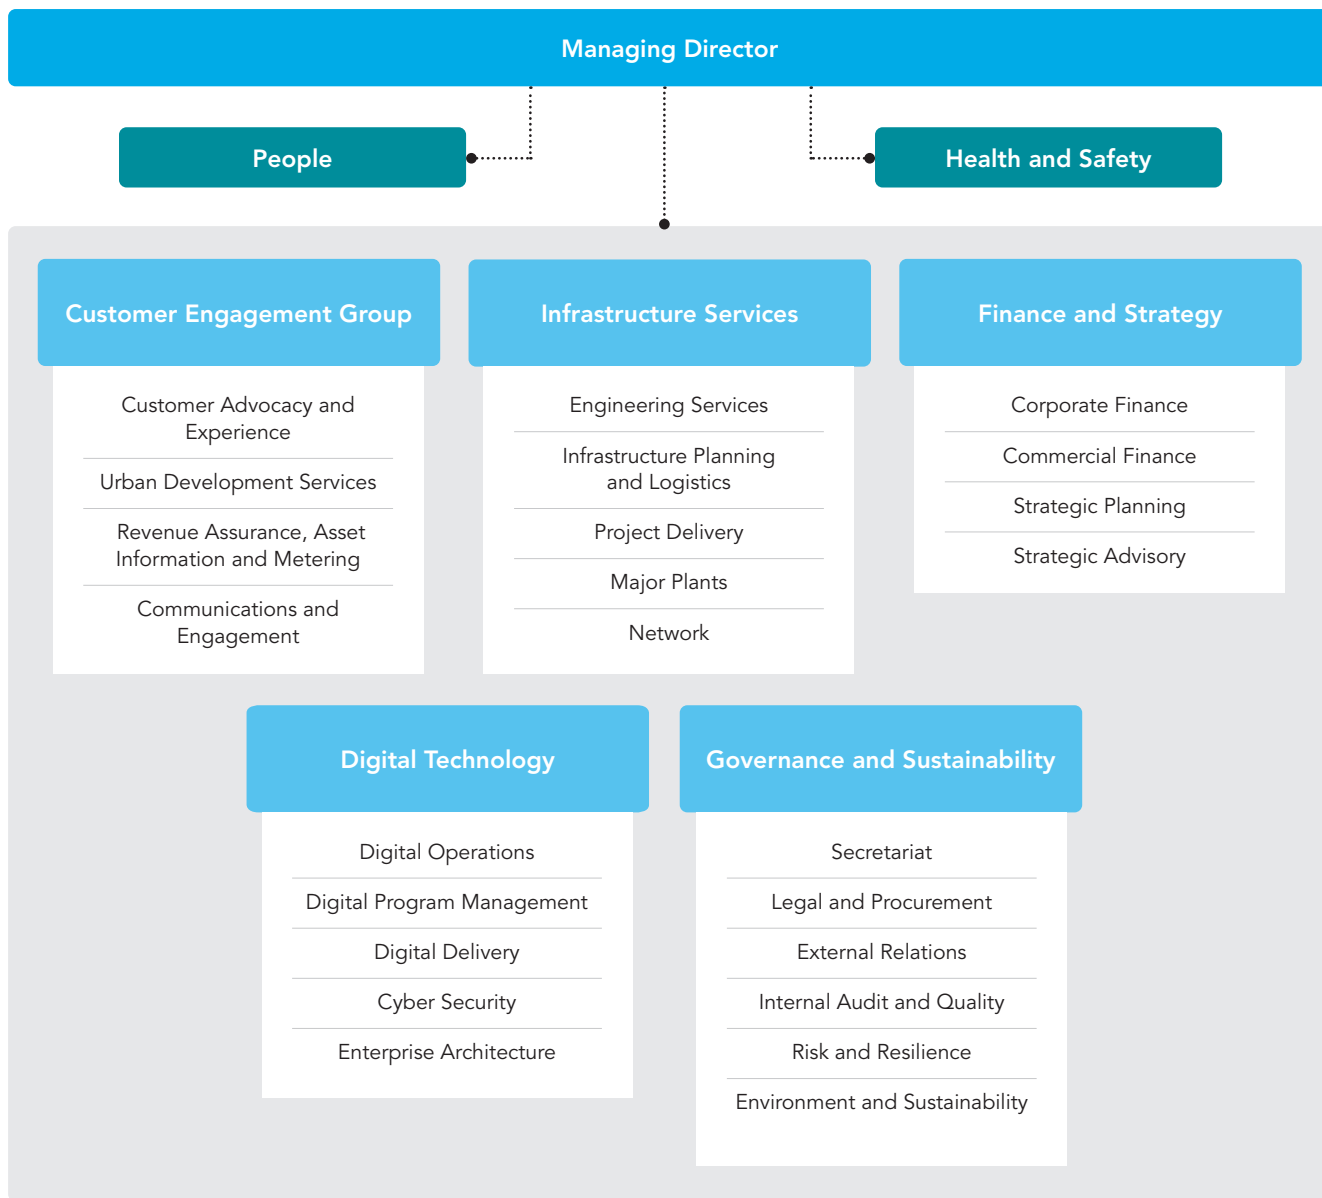 Managing Director
People
Health and Safety
Customer Engagement Group
Customer Advocacy and
Experience
Urban Development Services
Revenue Assurance, Asset
Information and Metering
Communications and
Engagement
Infrastructure Services
Engineering Services
Infrastructure Planning
and Logistics
Project Delivery
Major Plants
Network
Finance and Strategy
Corporate Finance
Commercial Finance
Strategic Planning
Strategic Advisory
Digital Technology
Digital Operations
Digital Program Management
Digital Delivery
Cyber Security
Enterprise Architecture
Governance and Sustainability
Secretariat
Legal and Procurement
External Relations
Internal Audit and Quality
Risk and Resilience
Environment and Sustainability